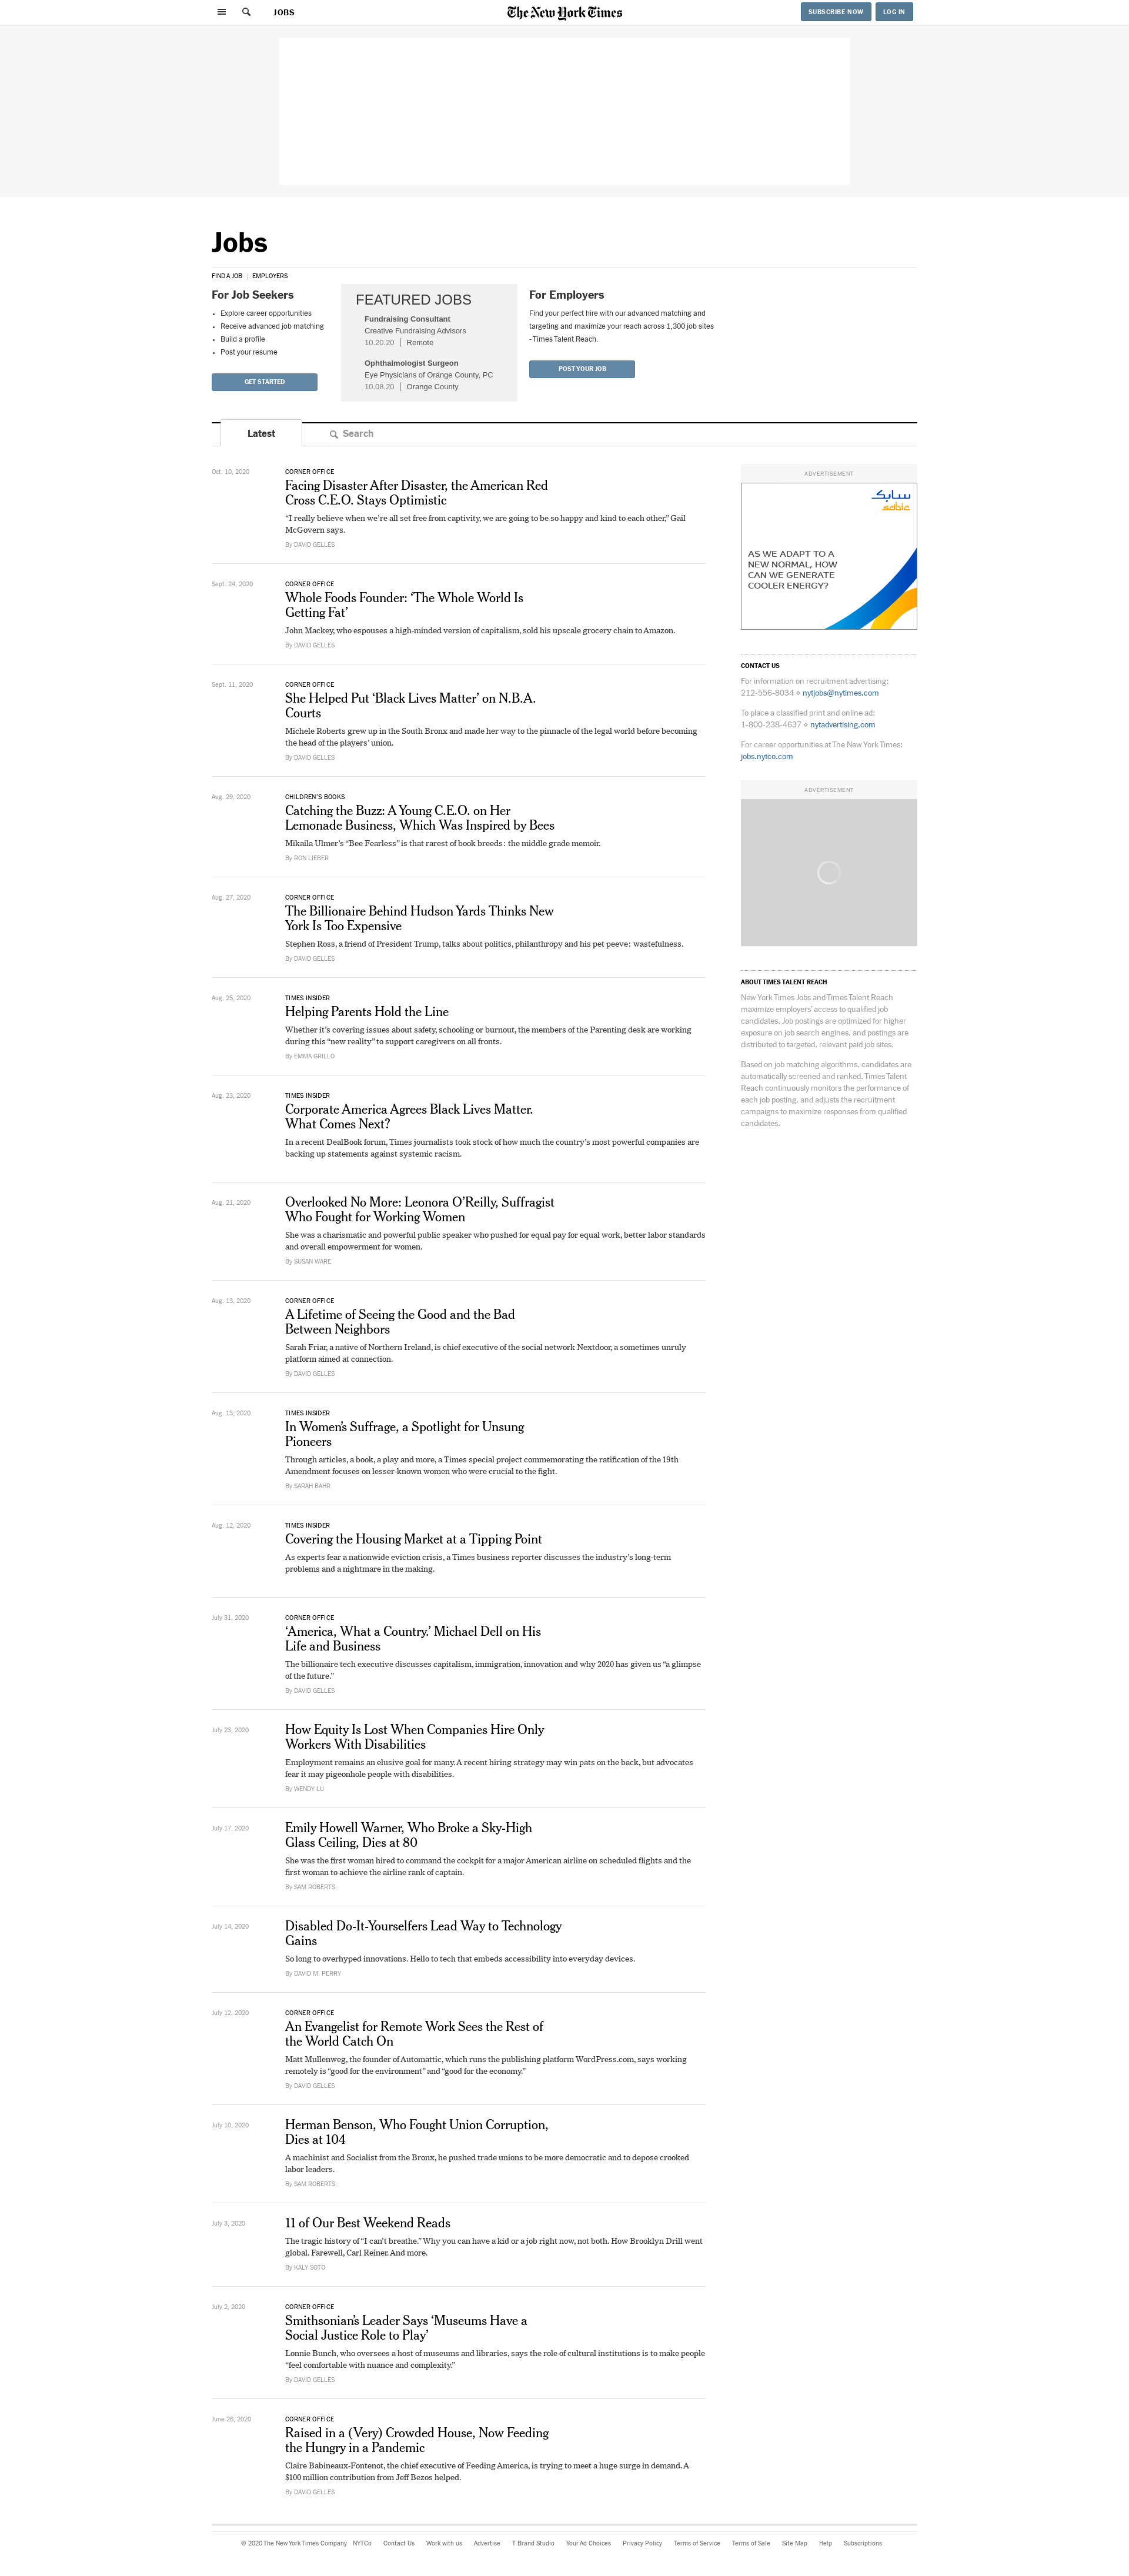 JOBS
The New York Times
SUBSCRIBE NOW
LOG IN
Jobs
FIND A JOB | EMPLOYERS
For Job Seekers
• Explore career opportunities
• Receive advanced job matching
• Build a profile
• Post your resume
GET STARTED
FEATURED JOBS
Fundraising Consultant
Creative Fundraising Advisors
10.20.20 | Remote
Ophthalmologist Surgeon
Eye Physicians of Orange County, PC
10.08.20 | Orange County
For Employers
Find your perfect hire with our advanced matching and
targeting and maximize your reach across 1,300 job sites
- Times Talent Reach.
POST YOUR JOB
Latest
Search
Oct. 10, 2020
CORNER OFFICE
Facing Disaster After Disaster, the American Red
Cross C.E.O. Stays Optimistic
“I really believe when we’re all set free from captivity, we are going to be so happy and kind to each other,” Gail
McGovern says.
By DAVID GELLES
Sept. 24, 2020
CORNER OFFICE
Whole Foods Founder: ‘The Whole World Is
Getting Fat’
John Mackey, who espouses a high-minded version of capitalism, sold his upscale grocery chain to Amazon.
By DAVID GELLES
Sept. 11, 2020
CORNER OFFICE
She Helped Put ‘Black Lives Matter’ on N.B.A.
Courts
Michele Roberts grew up in the South Bronx and made her way to the pinnacle of the legal world before becoming
the head of the players’ union.
By DAVID GELLES
Aug. 29, 2020
CHILDREN’S BOOKS
Catching the Buzz: A Young C.E.O. on Her
Lemonade Business, Which Was Inspired by Bees
Mikaila Ulmer’s “Bee Fearless” is that rarest of book breeds: the middle grade memoir.
By RON LIEBER
Aug. 27, 2020
CORNER OFFICE
The Billionaire Behind Hudson Yards Thinks New
York Is Too Expensive
Stephen Ross, a friend of President Trump, talks about politics, philanthropy and his pet peeve: wastefulness.
By DAVID GELLES
Aug. 25, 2020
TIMES INSIDER
Helping Parents Hold the Line
Whether it’s covering issues about safety, schooling or burnout, the members of the Parenting desk are working
during this “new reality” to support caregivers on all fronts.
By EMMA GRILLO
Aug. 23, 2020
TIMES INSIDER
Corporate America Agrees Black Lives Matter.
What Comes Next?
In a recent DealBook forum, Times journalists took stock of how much the country’s most powerful companies are
backing up statements against systemic racism.
Aug. 21, 2020
Overlooked No More: Leonora O’Reilly, Suffragist
Who Fought for Working Women
She was a charismatic and powerful public speaker who pushed for equal pay for equal work, better labor standards
and overall empowerment for women.
By SUSAN WARE
Aug. 13, 2020
CORNER OFFICE
A Lifetime of Seeing the Good and the Bad
Between Neighbors
Sarah Friar, a native of Northern Ireland, is chief executive of the social network Nextdoor, a sometimes unruly
platform aimed at connection.
By DAVID GELLES
Aug. 13, 2020
TIMES INSIDER
In Women’s Suffrage, a Spotlight for Unsung
Pioneers
Through articles, a book, a play and more, a Times special project commemorating the ratification of the 19th
Amendment focuses on lesser-known women who were crucial to the fight.
By SARAH BAHR
Aug. 12, 2020
TIMES INSIDER
Covering the Housing Market at a Tipping Point
As experts fear a nationwide eviction crisis, a Times business reporter discusses the industry’s long-term
problems and a nightmare in the making.
July 31, 2020
CORNER OFFICE
‘America, What a Country.’ Michael Dell on His
Life and Business
The billionaire tech executive discusses capitalism, immigration, innovation and why 2020 has given us “a glimpse
of the future.”
By DAVID GELLES
July 23, 2020
How Equity Is Lost When Companies Hire Only
Workers With Disabilities
Employment remains an elusive goal for many. A recent hiring strategy may win pats on the back, but advocates
fear it may pigeonhole people with disabilities.
By WENDY LU
July 17, 2020
Emily Howell Warner, Who Broke a Sky-High
Glass Ceiling, Dies at 80
She was the first woman hired to command the cockpit for a major American airline on scheduled flights and the
first woman to achieve the airline rank of captain.
By SAM ROBERTS
July 14, 2020
Disabled Do-It-Yourselfers Lead Way to Technology
Gains
So long to overhyped innovations. Hello to tech that embeds accessibility into everyday devices.
By DAVID M. PERRY
July 12, 2020
CORNER OFFICE
An Evangelist for Remote Work Sees the Rest of
the World Catch On
Matt Mullenweg, the founder of Automattic, which runs the publishing platform WordPress.com, says working
remotely is “good for the environment” and “good for the economy.”
By DAVID GELLES
July 10, 2020
Herman Benson, Who Fought Union Corruption,
Dies at 104
A machinist and Socialist from the Bronx, he pushed trade unions to be more democratic and to depose crooked
labor leaders.
By SAM ROBERTS
July 3, 2020
11 of Our Best Weekend Reads
The tragic history of “I can’t breathe.” Why you can have a kid or a job right now, not both. How Brooklyn Drill went
global. Farewell, Carl Reiner. And more.
By KALY SOTO
July 2, 2020
CORNER OFFICE
Smithsonian’s Leader Says ‘Museums Have a
Social Justice Role to Play’
Lonnie Bunch, who oversees a host of museums and libraries, says the role of cultural institutions is to make people
“feel comfortable with nuance and complexity.”
By DAVID GELLES
June 26, 2020
CORNER OFFICE
Raised in a (Very) Crowded House, Now Feeding
the Hungry in a Pandemic
Claire Babineaux-Fontenot, the chief executive of Feeding America, is trying to meet a huge surge in demand. A
$100 million contribution from Jeff Bezos helped.
By DAVID GELLES
ADVERTISEMENT
سابك
sabic
AS WE ADAPT TO A
NEW NORMAL, HOW
CAN WE GENERATE
COOLER ENERGY?
CONTACT US
For information on recruitment advertising:
212-556-8034 ⋄ nytjobs@nytimes.com
To place a classified print and online ad:
1-800-238-4637 ⋄ nytadvertising.com
For career opportunities at The New York Times:
jobs.nytco.com
ADVERTISEMENT
ABOUT TIMES TALENT REACH
New York Times Jobs and Times Talent Reach
maximize employers' access to qualified job
candidates. Job postings are optimized for higher
exposure on job search engines, and postings are
distributed to targeted, relevant paid job sites.
Based on job matching algorithms, candidates are
automatically screened and ranked. Times Talent
Reach continuously monitors the performance of
each job posting, and adjusts the recruitment
campaigns to maximize responses from qualified
candidates.
© 2020 The New York Times Company NYTCo Contact Us Work with us Advertise T Brand Studio Your Ad Choices Privacy Policy Terms of Service Terms of Sale Site Map Help Subscriptions